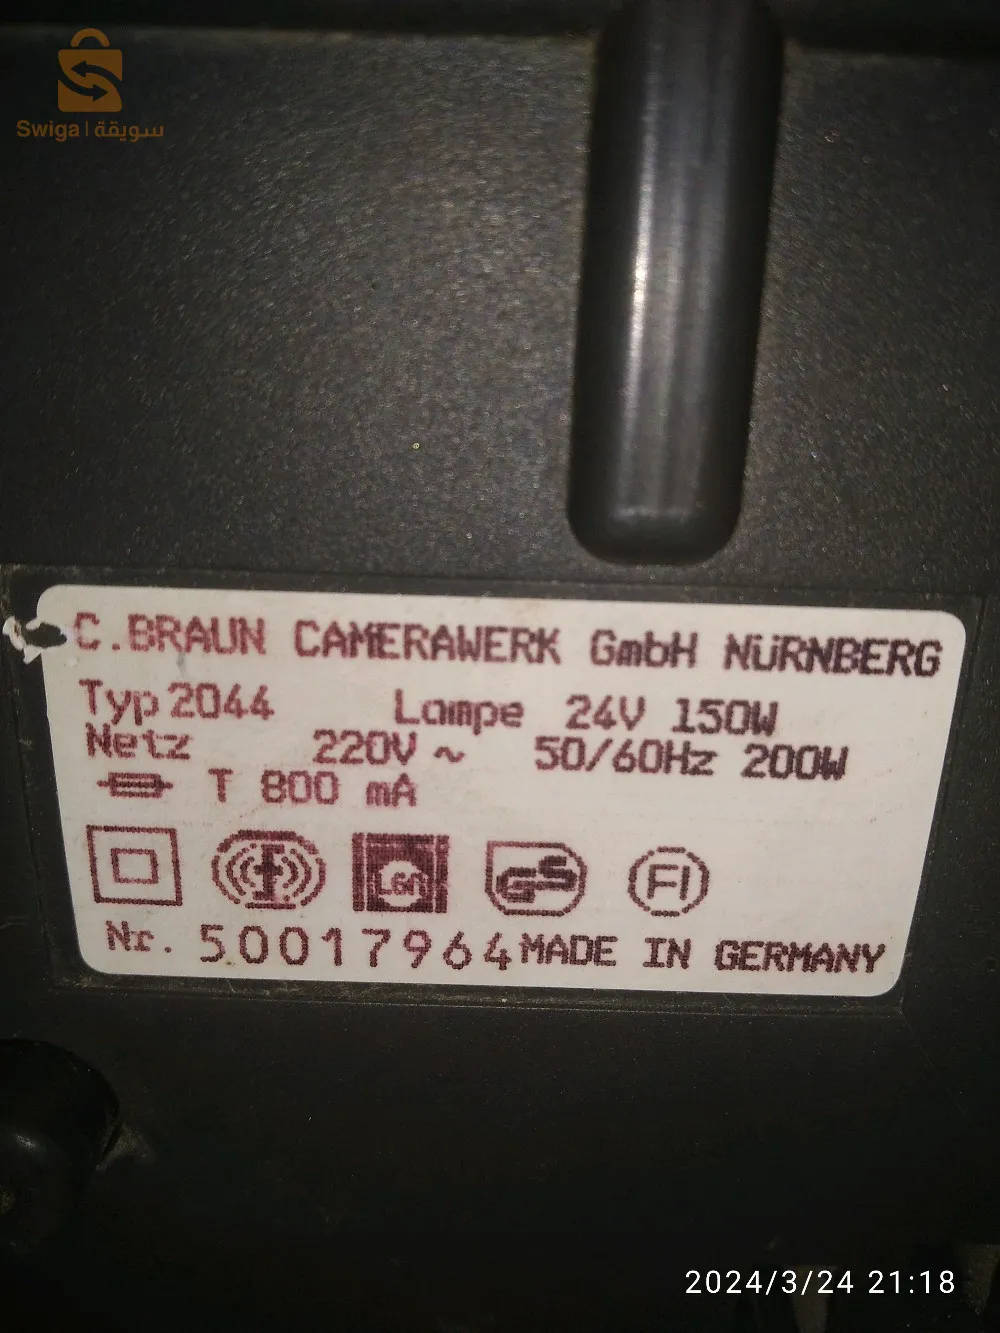 Swiga | سويقة
C.BRAUN CAMERAWERK GmbH NÜRNBERG
Typ 2044 Lampe 24V 150W
Netz 220V ~ 50/60Hz 200W
T 800 mA
Lgn GS FI
Nr. 50017964 MADE IN GERMANY
2024/3/24 21:18